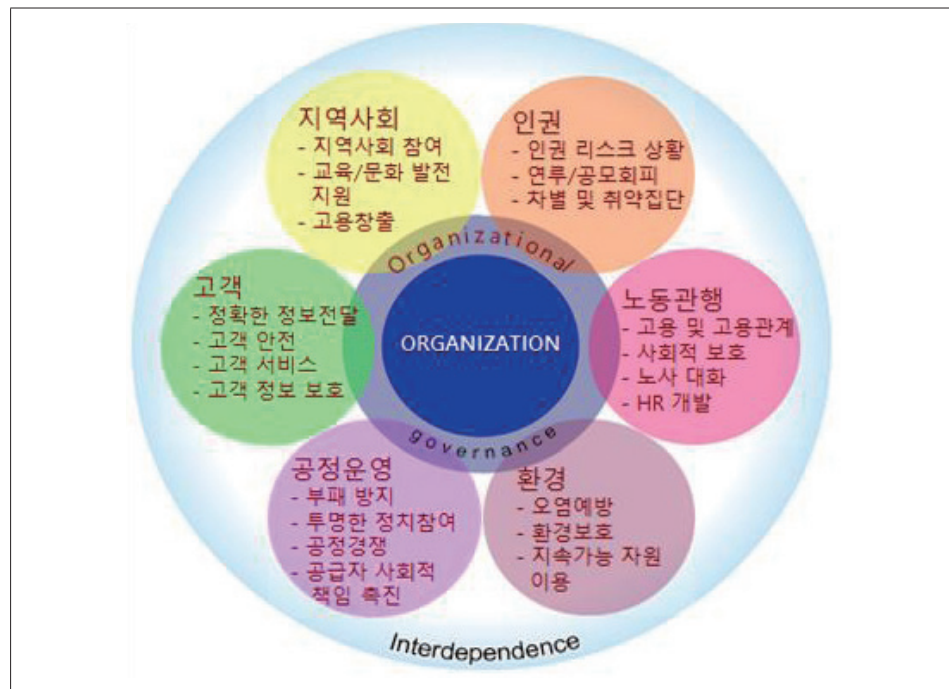 지역사회
- 지역사회 참여
- 교육/문화 발전
지원
- 고용창출
인권
- 인권 리스크 상황
- 연루/공모회피
- 차별 및 취약집단
고객
- 정확한 정보전달
- 고객 안전
- 고객 서비스
- 고객 정보 보호
Organizational
ORGANIZATION
governance
노동관행
- 고용 및 고용관계
- 사회적 보호
- 노사 대화
- HR 개발
공정운영
- 부패 방지
- 투명한 정치참여
- 공정경쟁
- 공급자 사회적
책임 촉진
환경
- 오염예방
- 환경보호
- 지속가능 자원
이용
Interdependence